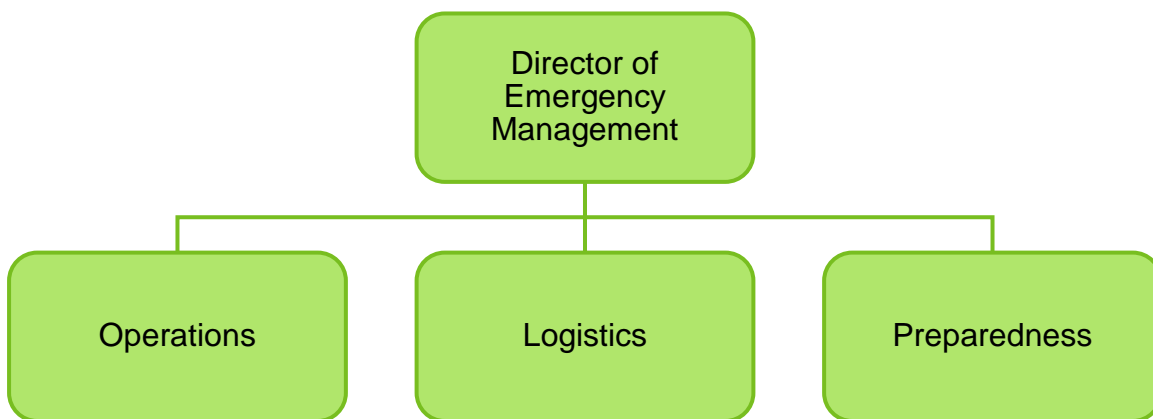 Director of
Emergency
Management
Operations
Logistics
Preparedness